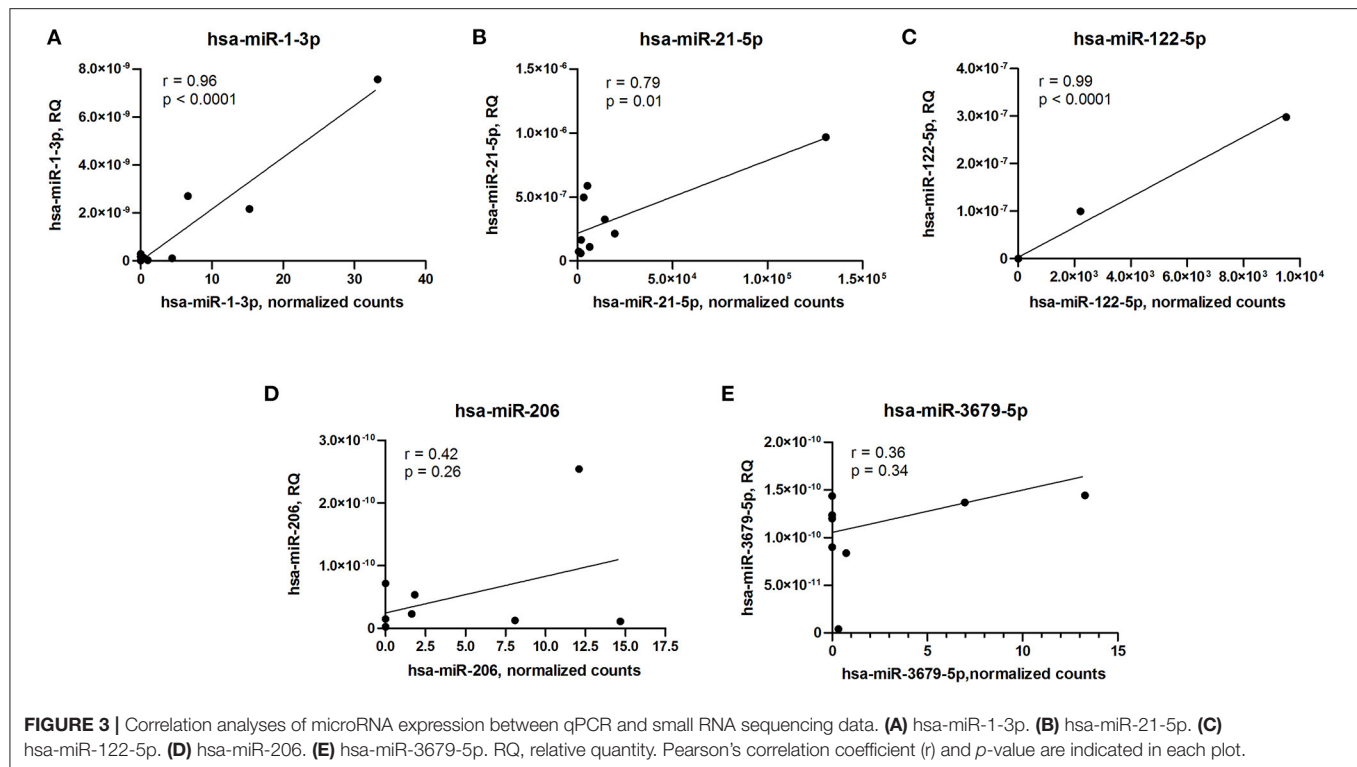 A
hsa-miR-1-3p
r = 0.96
p < 0.0001
hsa-miR-1-3p, RQ
8.0×10⁻⁹
6.0×10⁻⁹
4.0×10⁻⁹
2.0×10⁻⁹
0
0 10 20 30 40
hsa-miR-1-3p, normalized counts
B
hsa-miR-21-5p
r = 0.79
p = 0.01
hsa-miR-21-5p, RQ
1.5×10⁻⁶
1.0×10⁻⁶
5.0×10⁻⁷
0
5.0×10⁴ 1.0×10⁵ 1.5×10⁵
hsa-miR-21-5p, normalized counts
C
hsa-miR-122-5p
r = 0.99
p < 0.0001
hsa-miR-122-5p, RQ
4.0×10⁻⁷
3.0×10⁻⁷
2.0×10⁻⁷
1.0×10⁻⁷
0
2.0×10³ 4.0×10³ 6.0×10³ 8.0×10³ 1.0×10⁴
hsa-miR-122-5p, normalized counts
D
hsa-miR-206
r = 0.42
p = 0.26
hsa-miR-206, RQ
3.0×10⁻¹⁰
2.0×10⁻¹⁰
1.0×10⁻¹⁰
0
0.0 2.5 5.0 7.5 10.0 12.5 15.0 17.5
hsa-miR-206, normalized counts
E
hsa-miR-3679-5p
r = 0.36
p = 0.34
hsa-miR-3679-5p, RQ
2.0×10⁻¹⁰
1.5×10⁻¹⁰
1.0×10⁻¹⁰
5.0×10⁻¹¹
0
0 5 10 15
hsa-miR-3679-5p,normalized counts
FIGURE 3 | Correlation analyses of microRNA expression between qPCR and small RNA sequencing data. (A) hsa-miR-1-3p. (B) hsa-miR-21-5p. (C)
hsa-miR-122-5p. (D) hsa-miR-206. (E) hsa-miR-3679-5p. RQ, relative quantity. Pearson's correlation coefficient (r) and p-value are indicated in each plot.